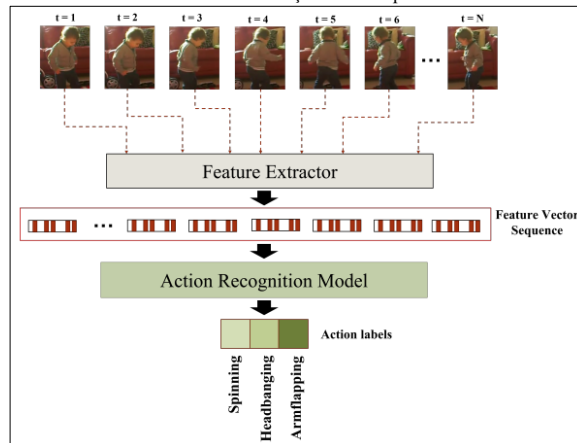 t = 1 t = 2 t = 3 t = 4 t = 5 t = 6 t = N
Feature Extractor
Feature Vector
Sequence
Action Recognition Model
Action labels
Spinning
Headbanging
Armflapping